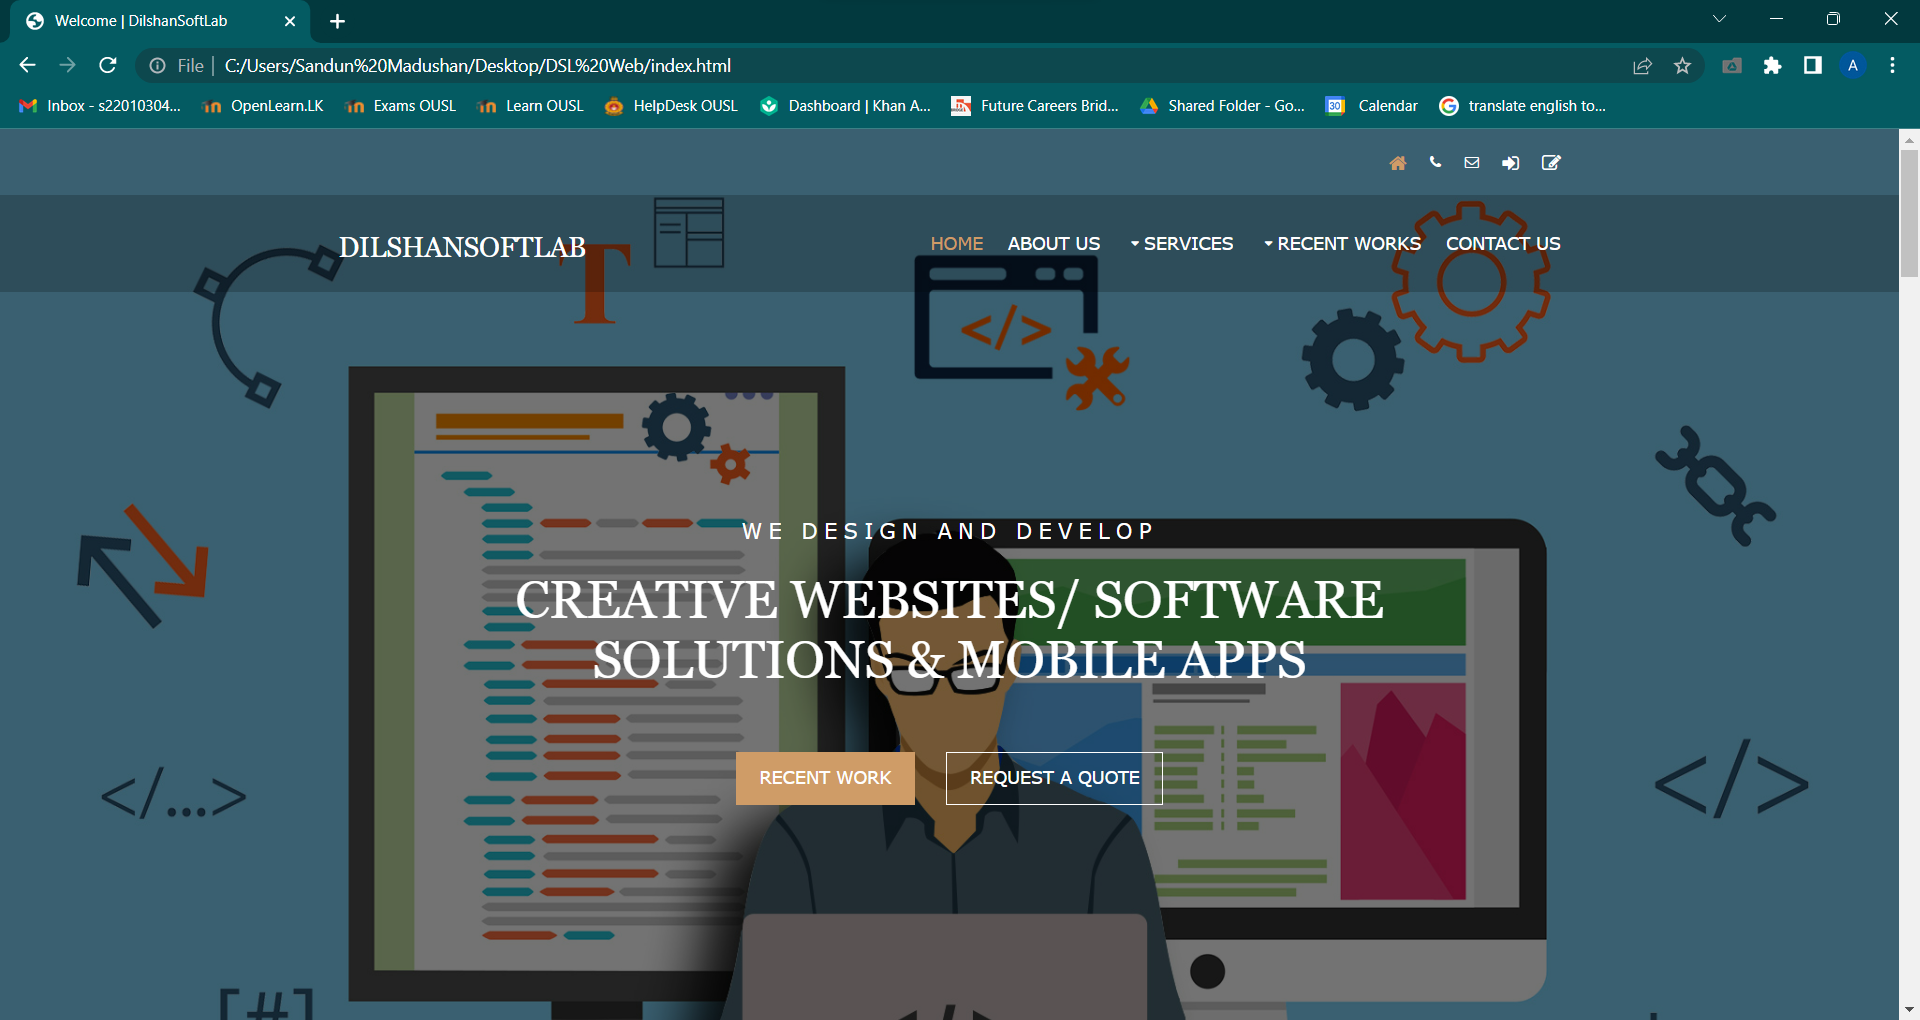 Welcome | DilshanSoftLab
File | C:/Users/Sandun%20Madushan/Desktop/DSL%20Web/index.html
A
Inbox - s22010304...
OpenLearn.LK
Exams OUSL
Learn OUSL
HelpDesk OUSL
Dashboard | Khan A...
Future Careers Brid...
Shared Folder - Go...
30
Calendar
translate english to...
DILSHANSOFTLAB
HOME
ABOUT US
SERVICES
RECENT WORKS
CONTACT US
T
</>
WE DESIGN AND DEVELOP
CREATIVE WEBSITES/ SOFTWARE
SOLUTIONS & MOBILE APPS
RECENT WORK
REQUEST A QUOTE
</...>
</>
[#]
</>